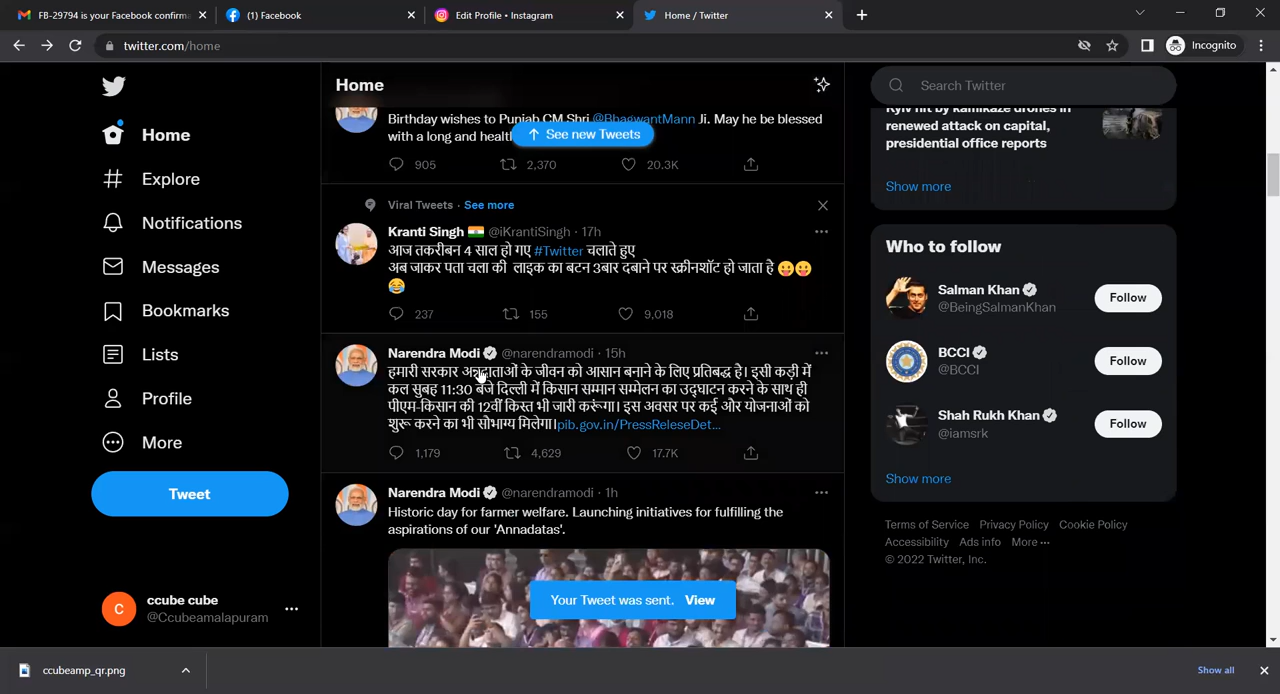 FB-29794 is your Facebook confirma
(1) Facebook
Edit Profile • Instagram
Home / Twitter
twitter.com/home
Incognito
Home
Explore
Notifications
Messages
Bookmarks
Lists
Profile
More
Tweet
ccube cube
@Ccubeamalapuram
Home
Birthday wishes to Punjab CM Shri @BhagwantMann Ji. May he be blessed
with a long and health
See new Tweets
905
2,370
20.3K
Viral Tweets · See more
Kranti Singh 🇮🇳 @iKrantiSingh · 17h
आज तकरीबन 4 साल हो गए #Twitter चलाते हुए
अब जाकर पता चला की लाइक का बटन 3बार दबाने पर स्क्रीनशॉट हो जाता है 😛😛
😂
237
155
9,018
Narendra Modi @narendramodi · 15h
हमारी सरकार अन्नदाताओं के जीवन को आसान बनाने के लिए प्रतिबद्ध है। इसी कड़ी में
कल सुबह 11:30 बजे दिल्ली में किसान सम्मान सम्मेलन का उद्घाटन करने के साथ ही
पीएम-किसान की 12वीं किस्त भी जारी करूंगा। इस अवसर पर कई और योजनाओं को
शुरू करने का भी सौभाग्य मिलेगा।pib.gov.in/PressReleseDet…
1,179
4,629
17.7K
Narendra Modi @narendramodi · 1h
Historic day for farmer welfare. Launching initiatives for fulfilling the
aspirations of our 'Annadatas'.
Your Tweet was sent. View
Search Twitter
Kyiv hit by kamikaze drones in
renewed attack on capital,
presidential office reports
Show more
Who to follow
Salman Khan
@BeingSalmanKhan
Follow
BCCI
@BCCI
Follow
Shah Rukh Khan
@iamsrk
Follow
Show more
Terms of Service Privacy Policy Cookie Policy
Accessibility Ads info More ···
© 2022 Twitter, Inc.
ccubeamp_qr.png
Show all